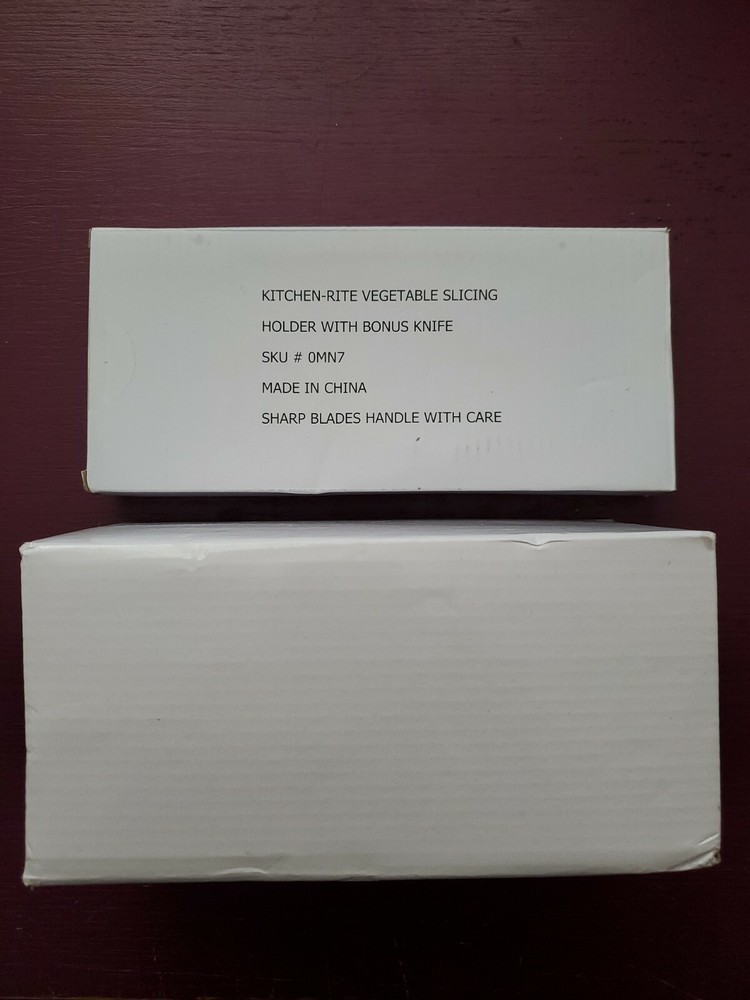 KITCHEN-RITE VEGETABLE SLICING
HOLDER WITH BONUS KNIFE
SKU # 0MN7
MADE IN CHINA
SHARP BLADES HANDLE WITH CARE